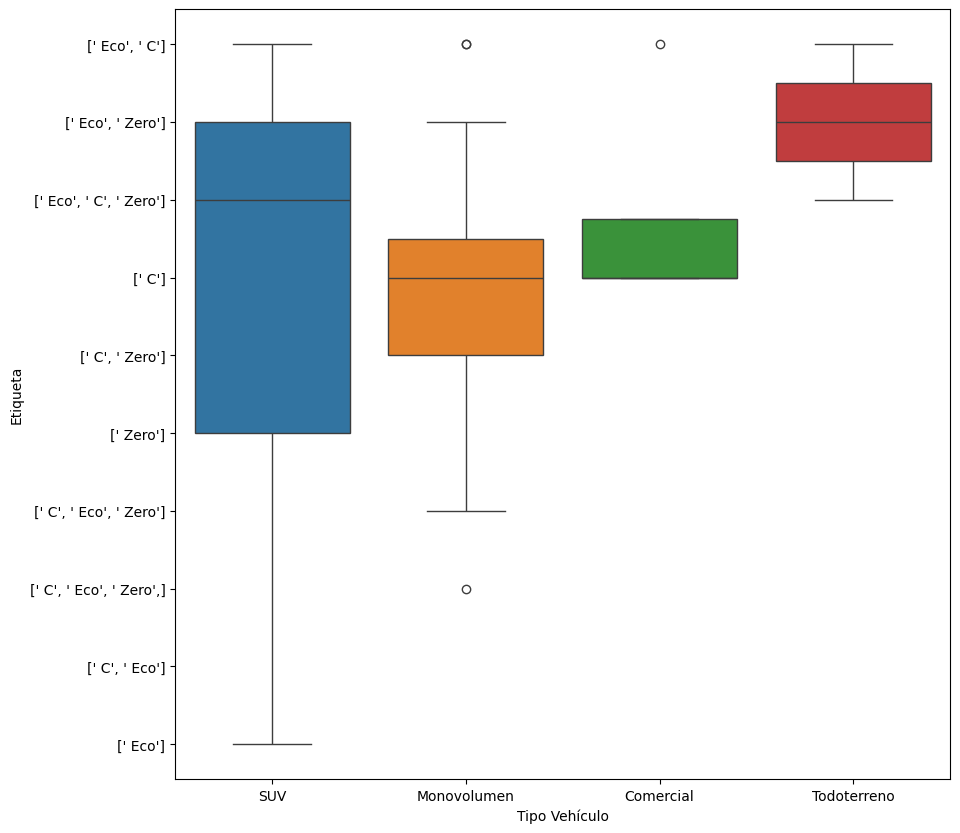 [' Eco', ' C']
[' Eco', ' Zero']
[' Eco', ' C', ' Zero']
[' C']
[' C', ' Zero']
[' Zero']
[' C', ' Eco', ' Zero']
[' C', ' Eco', ' Zero',]
[' C', ' Eco']
[' Eco']
Etiqueta
SUV
Monovolumen
Comercial
Todoterreno
Tipo Vehículo